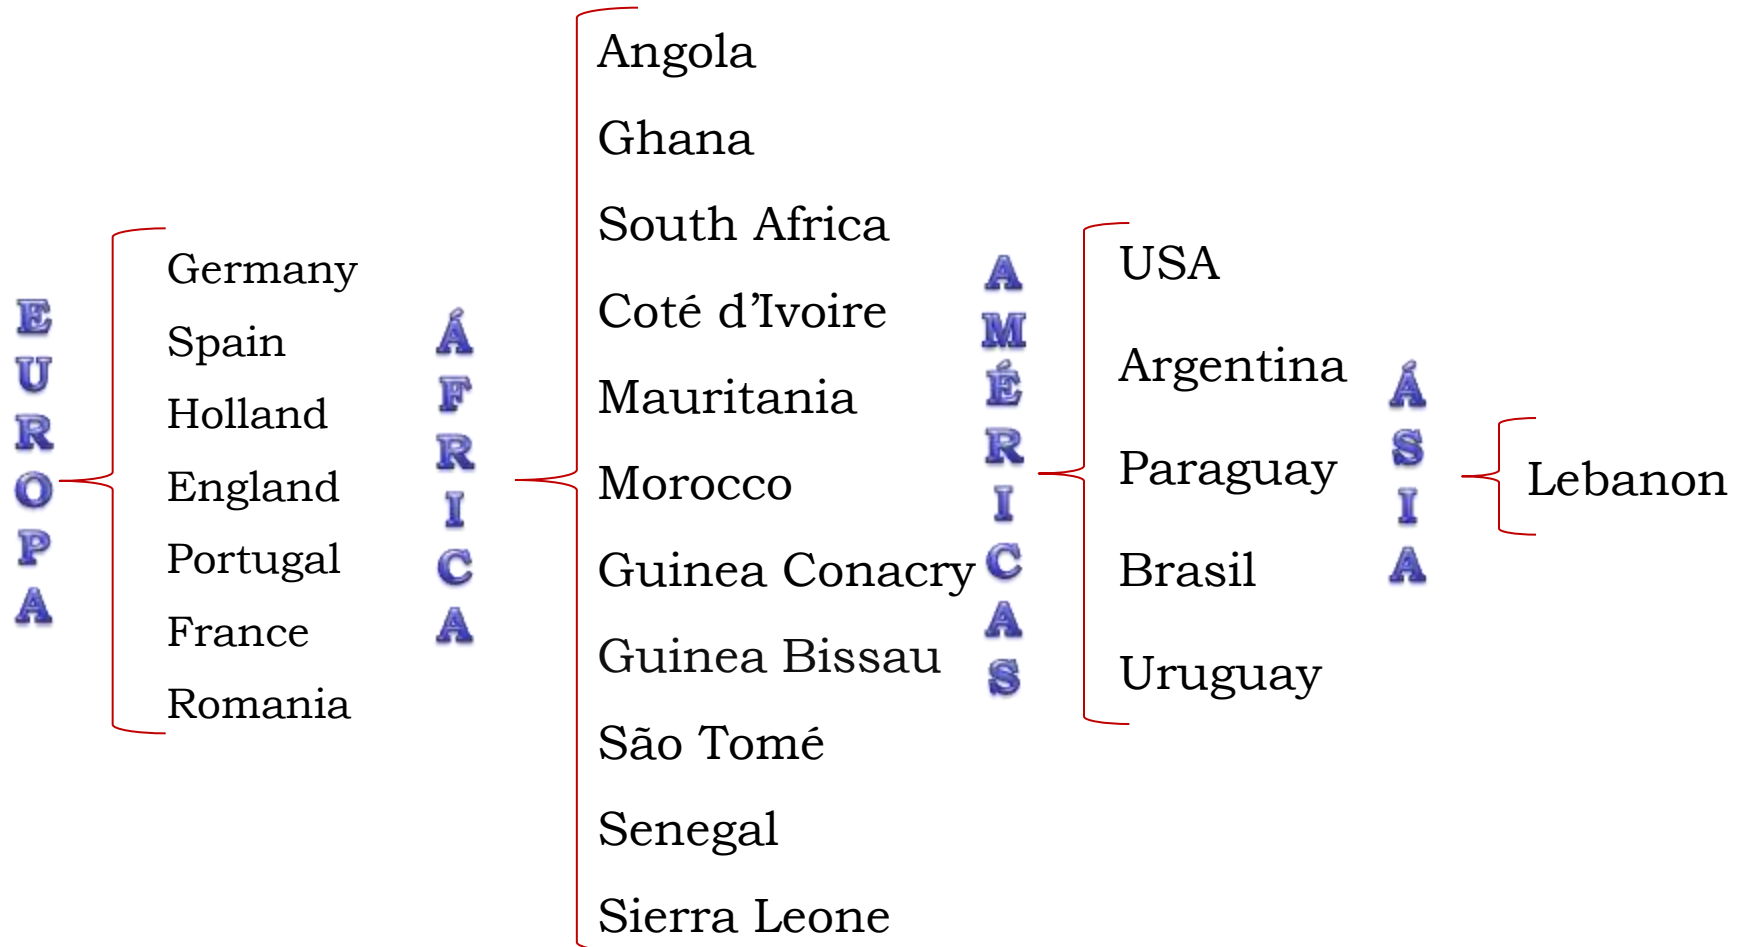 EUROPA
Germany
Spain
Holland
England
Portugal
France
Romania
ÁFRICA
Angola
Ghana
South Africa
Coté d’Ivoire
Mauritania
Morocco
Guinea Conacry
Guinea Bissau
São Tomé
Senegal
Sierra Leone
AMÉRICAS
USA
Argentina
Paraguay
Brasil
Uruguay
ÁSIA
Lebanon